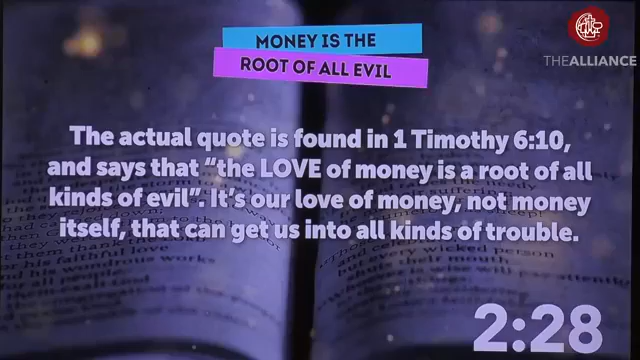 MONEY IS THE
ROOT OF ALL EVIL
THEALLIANCE
The actual quote is found in 1 Timothy 6:10,
and says that “the LOVE of money is a root of all
kinds of evil”. It’s our love of money, not money
itself, that can get us into all kinds of trouble.
2:28